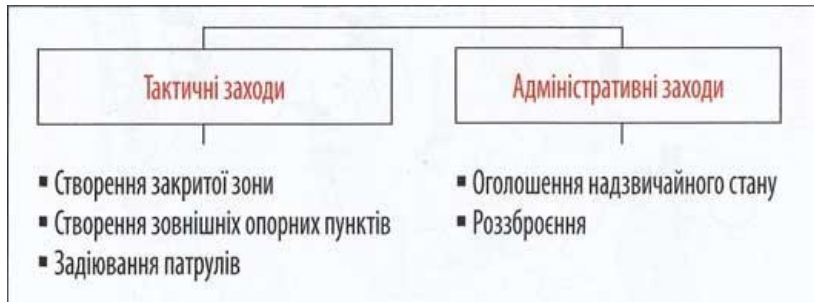 Тактичні заходи
▪ Створення закритої зони
▪ Створення зовнішніх опорних пунктів
▪ Задіювання патрулів
Адміністративні заходи
▪ Оголошення надзвичайного стану
▪ Роззброєння